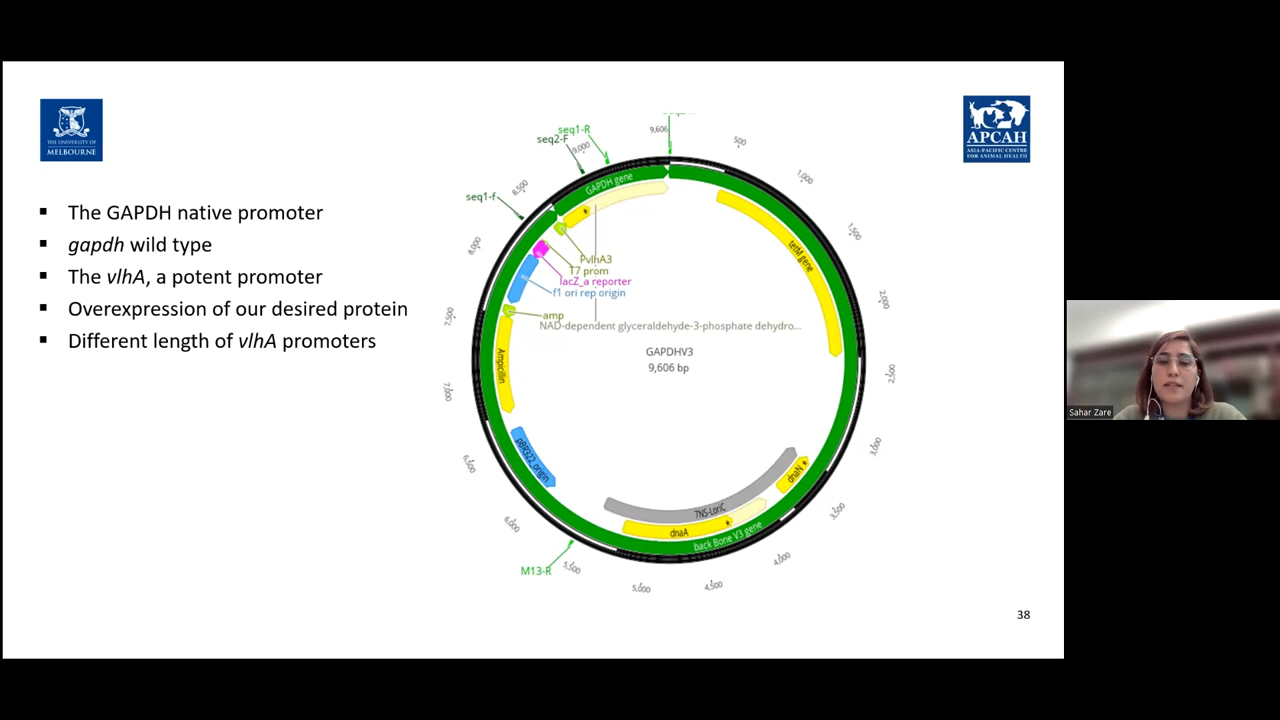 THE UNIVERSITY OF
MELBOURNE
APCAH
ASIA-PACIFIC CENTRE
FOR ANIMAL HEALTH
▪ The GAPDH native promoter
▪ gapdh wild type
▪ The vlhA, a potent promoter
▪ Overexpression of our desired protein
▪ Different length of vlhA promoters
9,606
500
1,000
1,500
2,000
2,500
3,000
3,500
4,000
4,500
5,000
5,500
6,000
6,500
7,000
7,500
8,000
8,500
9,000
seq1-R
seq2-F
seq1-f
GAPDH gene
tetM gene
PvlhA3
T7 prom
lacZ_a reporter
f1 ori rep origin
amp
NAD-dependent glyceraldehyde-3-phosphate dehydro...
GAPDHV3
9,606 bp
Ampicillin
pBR322_origin
dnaN
7NS-LoriC
dnaA
back Bone V3 gene
M13-R
38
Sahar Zare